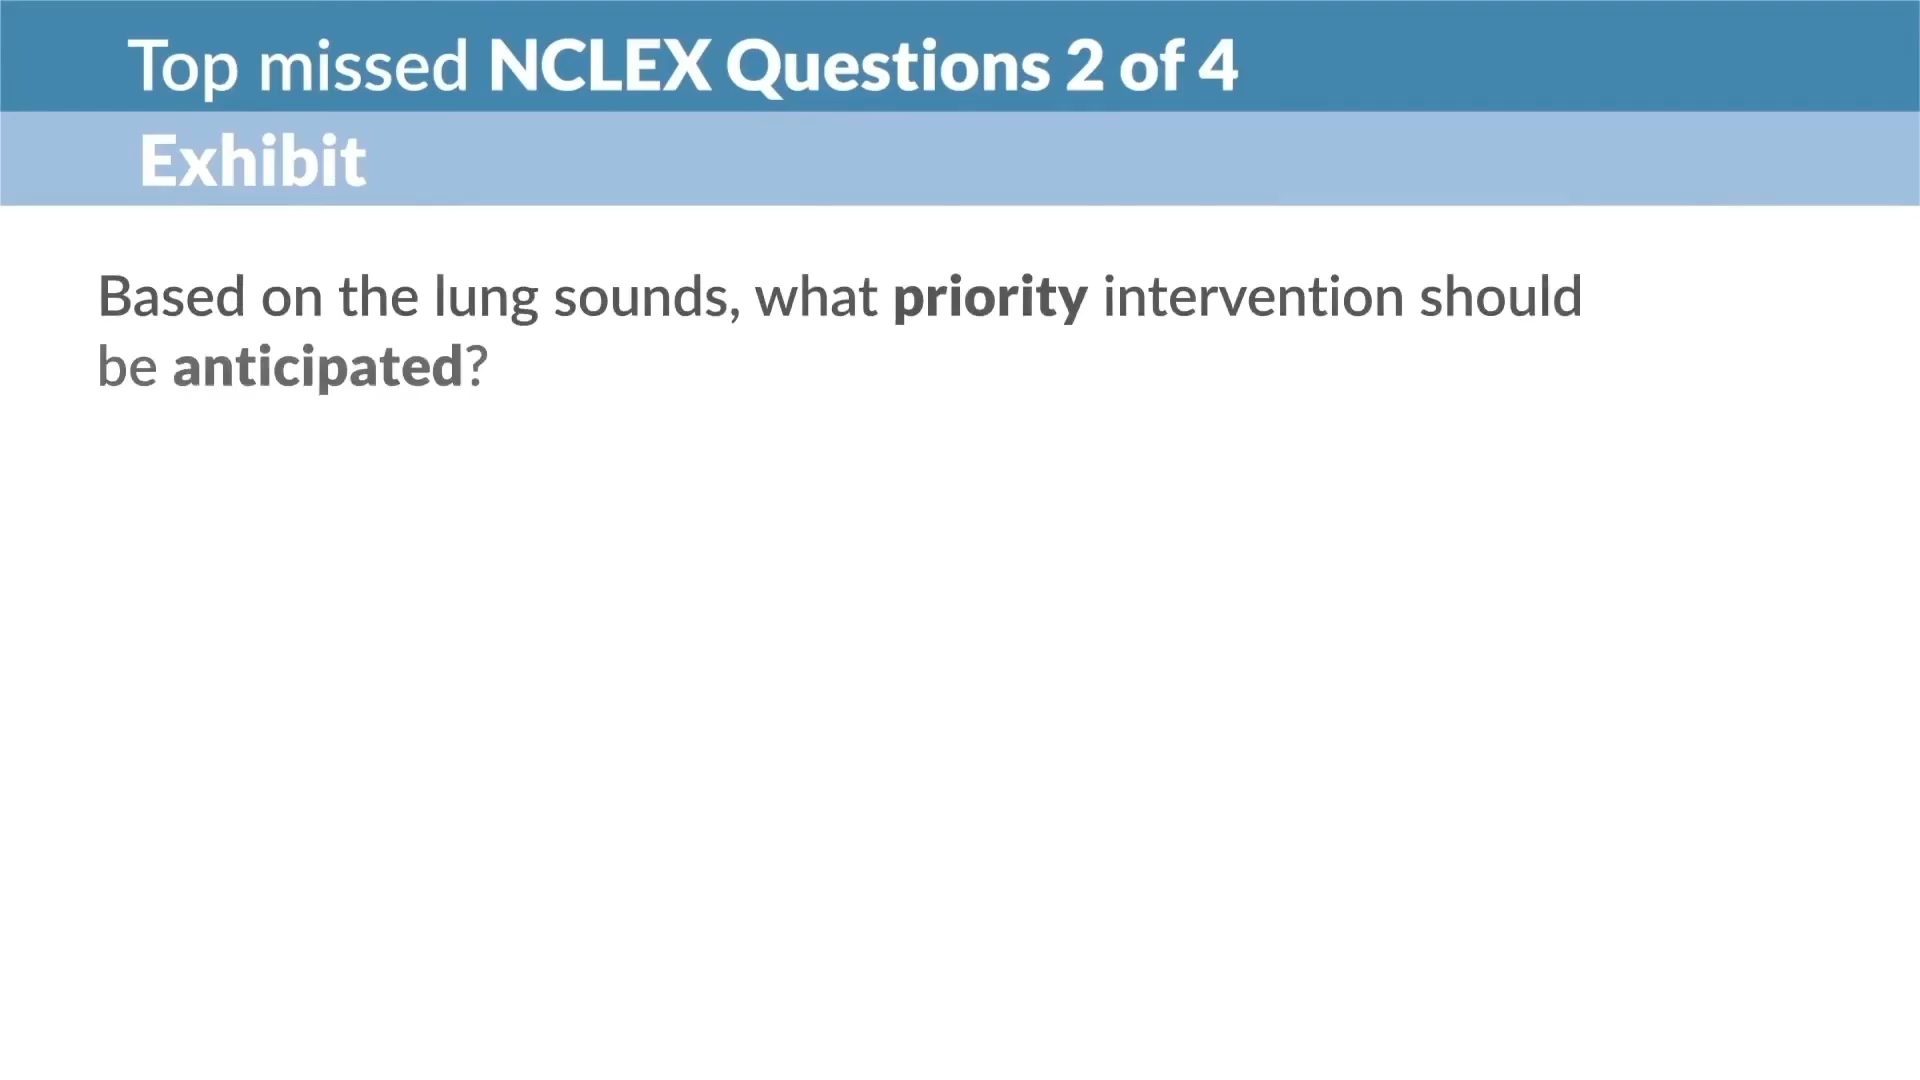 Top missed NCLEX Questions 2 of 4
Exhibit
Based on the lung sounds, what priority intervention should
be anticipated?